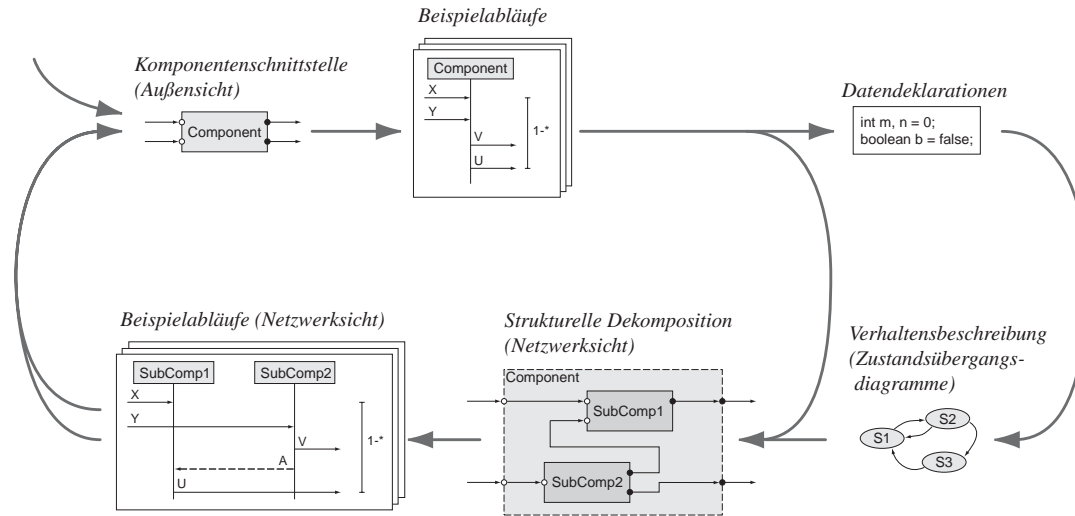 Beispielabläufe
Komponentenschnittstelle
(Außensicht)
Component
Component
X
Y
V
U
1-*
Datendeklarationen
int m, n = 0;
boolean b = false;
Beispielabläufe (Netzwerksicht)
SubComp1
SubComp2
X
Y
V
A
U
1-*
Strukturelle Dekomposition
(Netzwerksicht)
Component
SubComp1
SubComp2
Verhaltensbeschreibung
(Zustandsübergangs-
diagramme)
S1
S2
S3